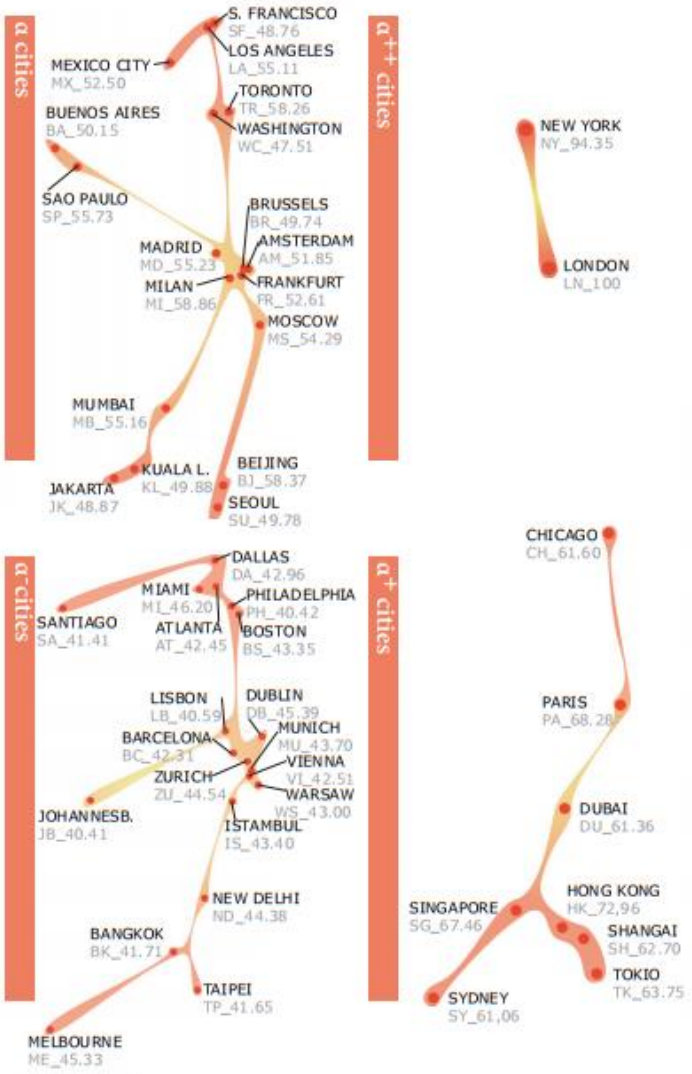 α cities
S. FRANCISCO
SF_48.76
LOS ANGELES
LA_55.11
MEXICO CITY
MX_52.50
TORONTO
TR_58.26
BUENOS AIRES
BA_50.15
WASHINGTON
WC_47.51
SAO PAULO
SP_55.73
BRUSSELS
BR_49.74
MADRID
MD_55.23
AMSTERDAM
AM_51.85
MILAN
MI_58.86
FRANKFURT
FR_52.61
MOSCOW
MS_54.29
MUMBAI
MB_55.16
KUALA L.
KL_49.88
JAKARTA
JK_48.87
BEIJING
BJ_58.37
SEOUL
SU_49.78
α++ cities
NEW YORK
NY_94.35
LONDON
LN_100
α- cities
DALLAS
DA_42.96
MIAMI
MI_46.20
PHILADELPHIA
PH_40.42
SANTIAGO
SA_41.41
ATLANTA
AT_42.45
BOSTON
BS_43.35
LISBON
LB_40.59
DUBLIN
DB_45.39
BARCELONA
BC_42.31
MUNICH
MU_43.70
VIENNA
VI_42.51
ZURICH
ZU_44.54
WARSAW
WS_43.00
JOHANNESB.
JB_40.41
ISTAMBUL
IS_43.40
NEW DELHI
ND_44.38
BANGKOK
BK_41.71
TAIPEI
TP_41.65
MELBOURNE
ME_45.33
α+ cities
CHICAGO
CH_61.60
PARIS
PA_68.28
DUBAI
DU_61.36
HONG KONG
HK_72,96
SINGAPORE
SG_67.46
SHANGAI
SH_62.70
TOKIO
TK_63.75
SYDNEY
SY_61,06